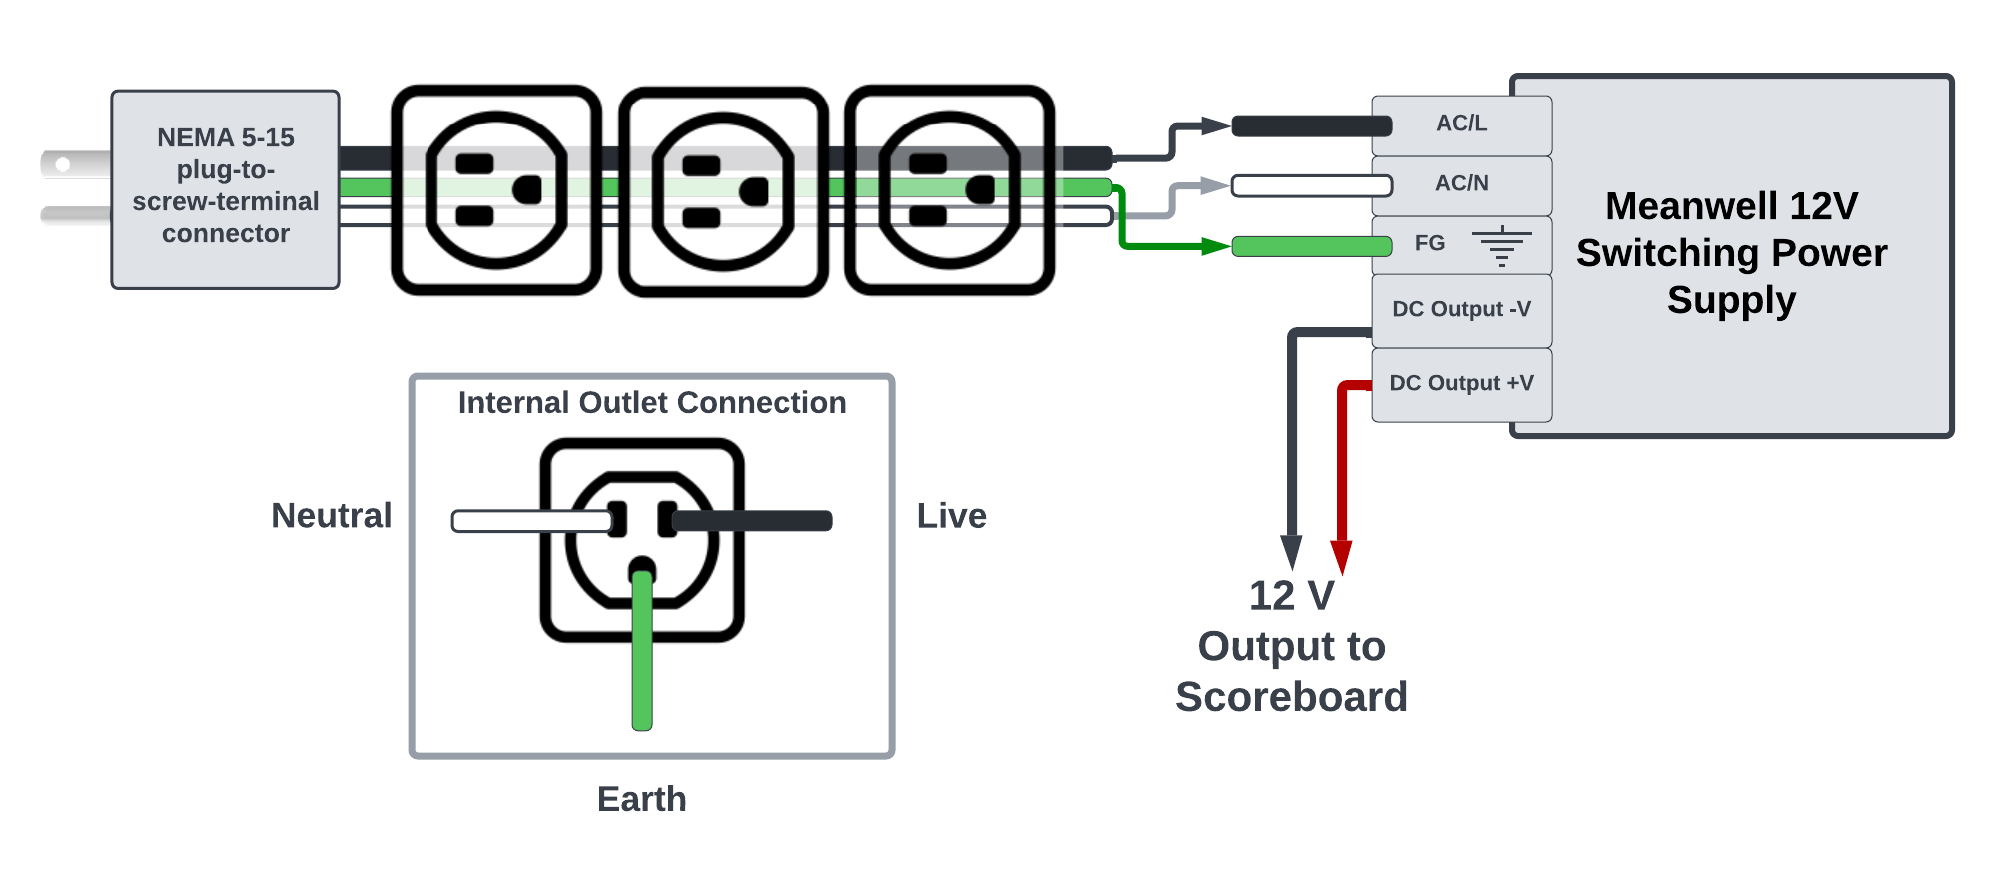 NEMA 5-15
plug-to-
screw-terminal
connector
AC/L
AC/N
FG
DC Output -V
DC Output +V
Meanwell 12V
Switching Power
Supply
Internal Outlet Connection
Neutral
Live
Earth
12 V
Output to
Scoreboard